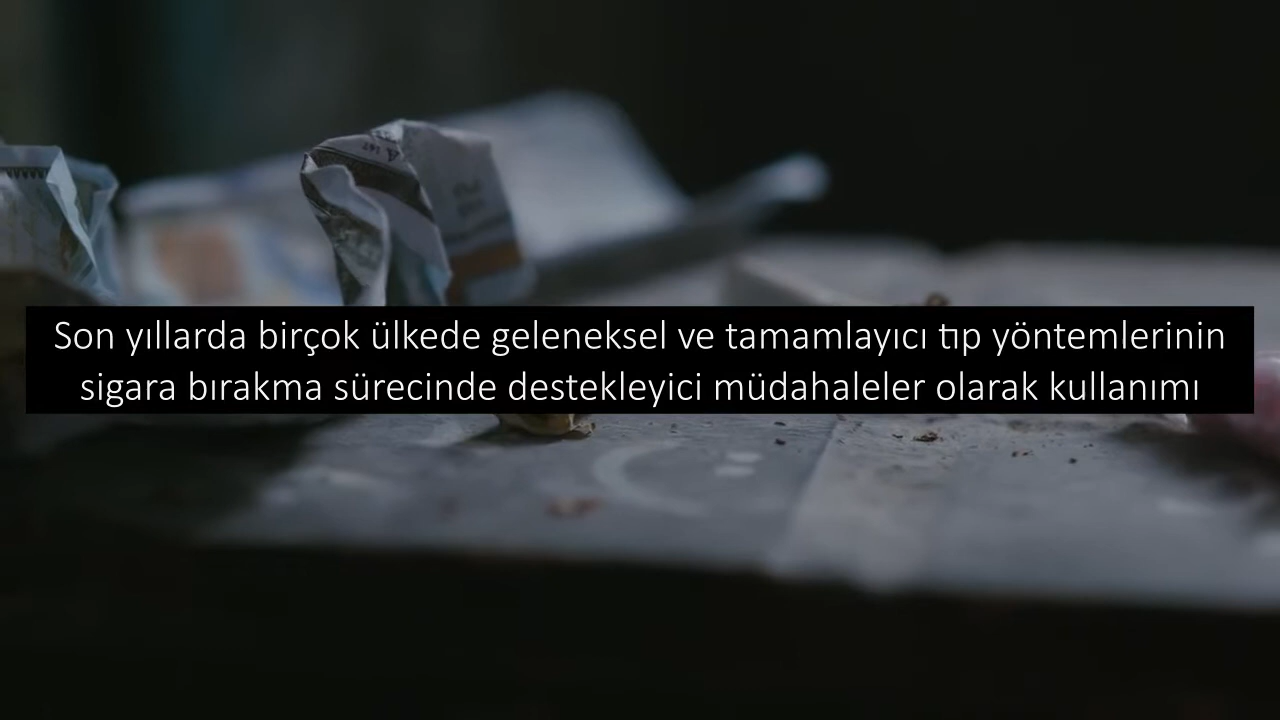 Son yıllarda birçok ülkede geleneksel ve tamamlayıcı tıp yöntemlerinin
sigara bırakma sürecinde destekleyici müdahaleler olarak kullanımı